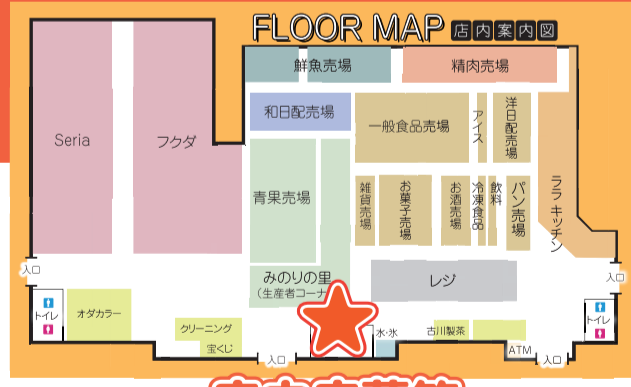 FLOOR MAP 店内案内図
鮮魚売場
精肉売場
和日配売場
一般食品売場
アイス
洋日配売場
Seria
フクダ
青果売場
雑貨売場
お菓子売場
お酒売場
冷凍食品
飲料
パン売場
ララ キッチン
みのりの里
(生産者コーナ
レジ
入口
入口
トイレ
オダカラー
クリーニング
宝くじ
入口
水・氷
古川製茶
ATM
入口
トイレ